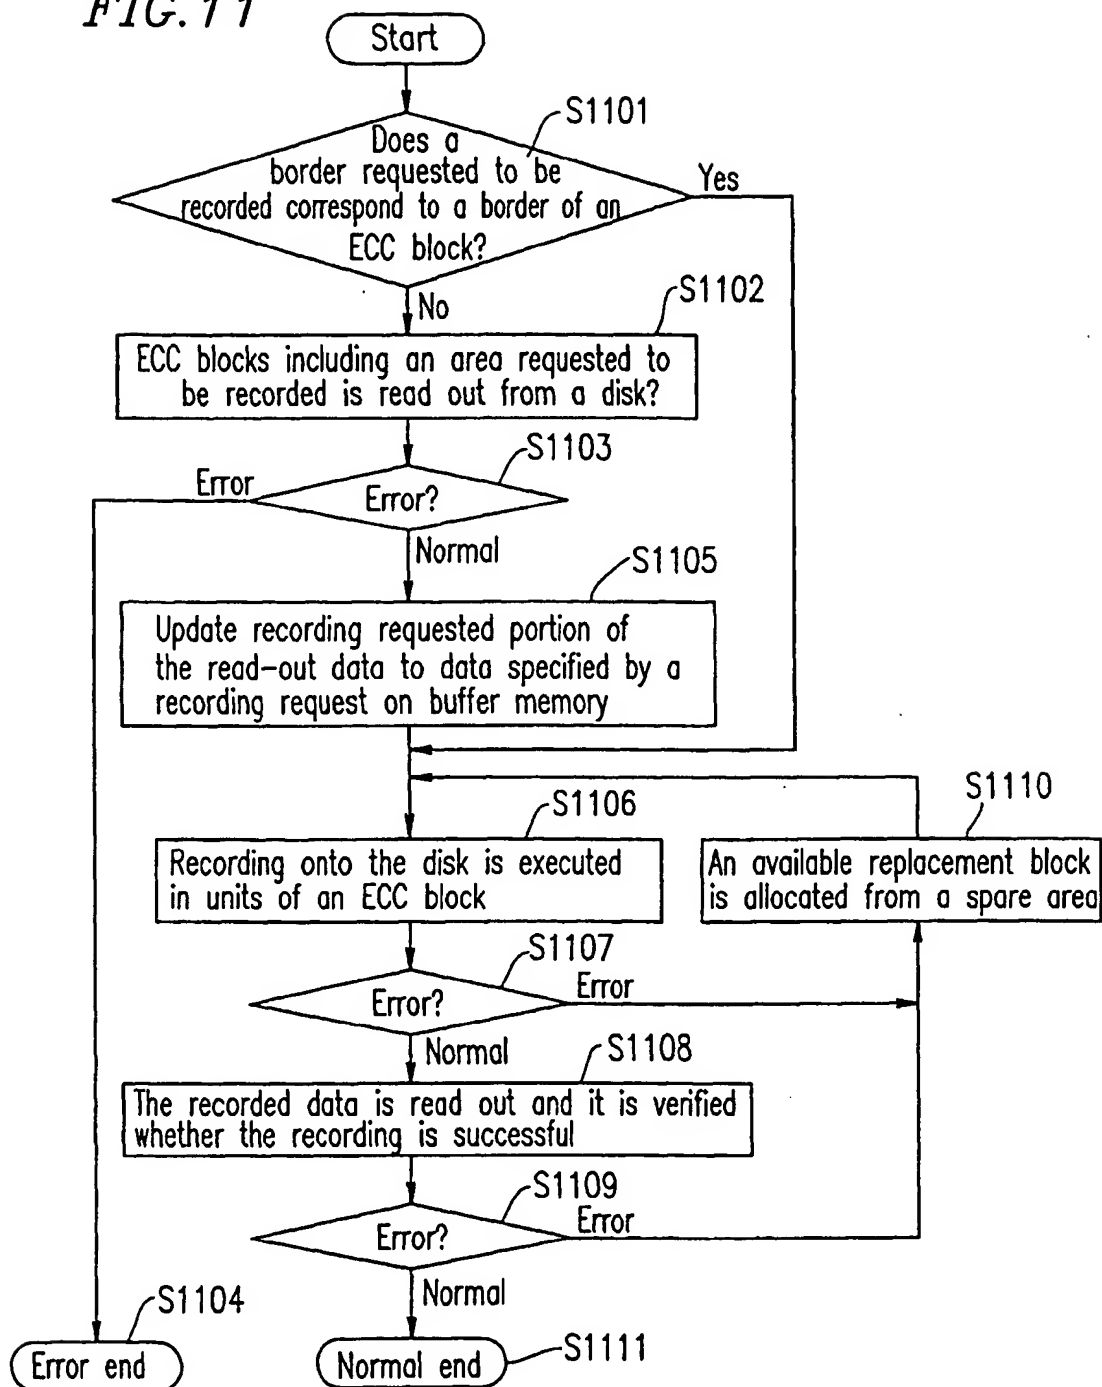 FIG. 11
Start
S1101
Does a
border requested to be
recorded correspond to a border of an
ECC block?
Yes
No
S1102
ECC blocks including an area requested to
be recorded is read out from a disk?
S1103
Error
Error?
Normal
S1105
Update recording requested portion of
the read-out data to data specified by a
recording request on buffer memory
S1110
S1106
Recording onto the disk is executed
in units of an ECC block
An available replacement block
is allocated from a spare area
S1107
Error?
Error
Normal
S1108
The recorded data is read out and it is verified
whether the recording is successful
S1109
Error?
Error
Normal
S1104
Error end
Normal end
S1111